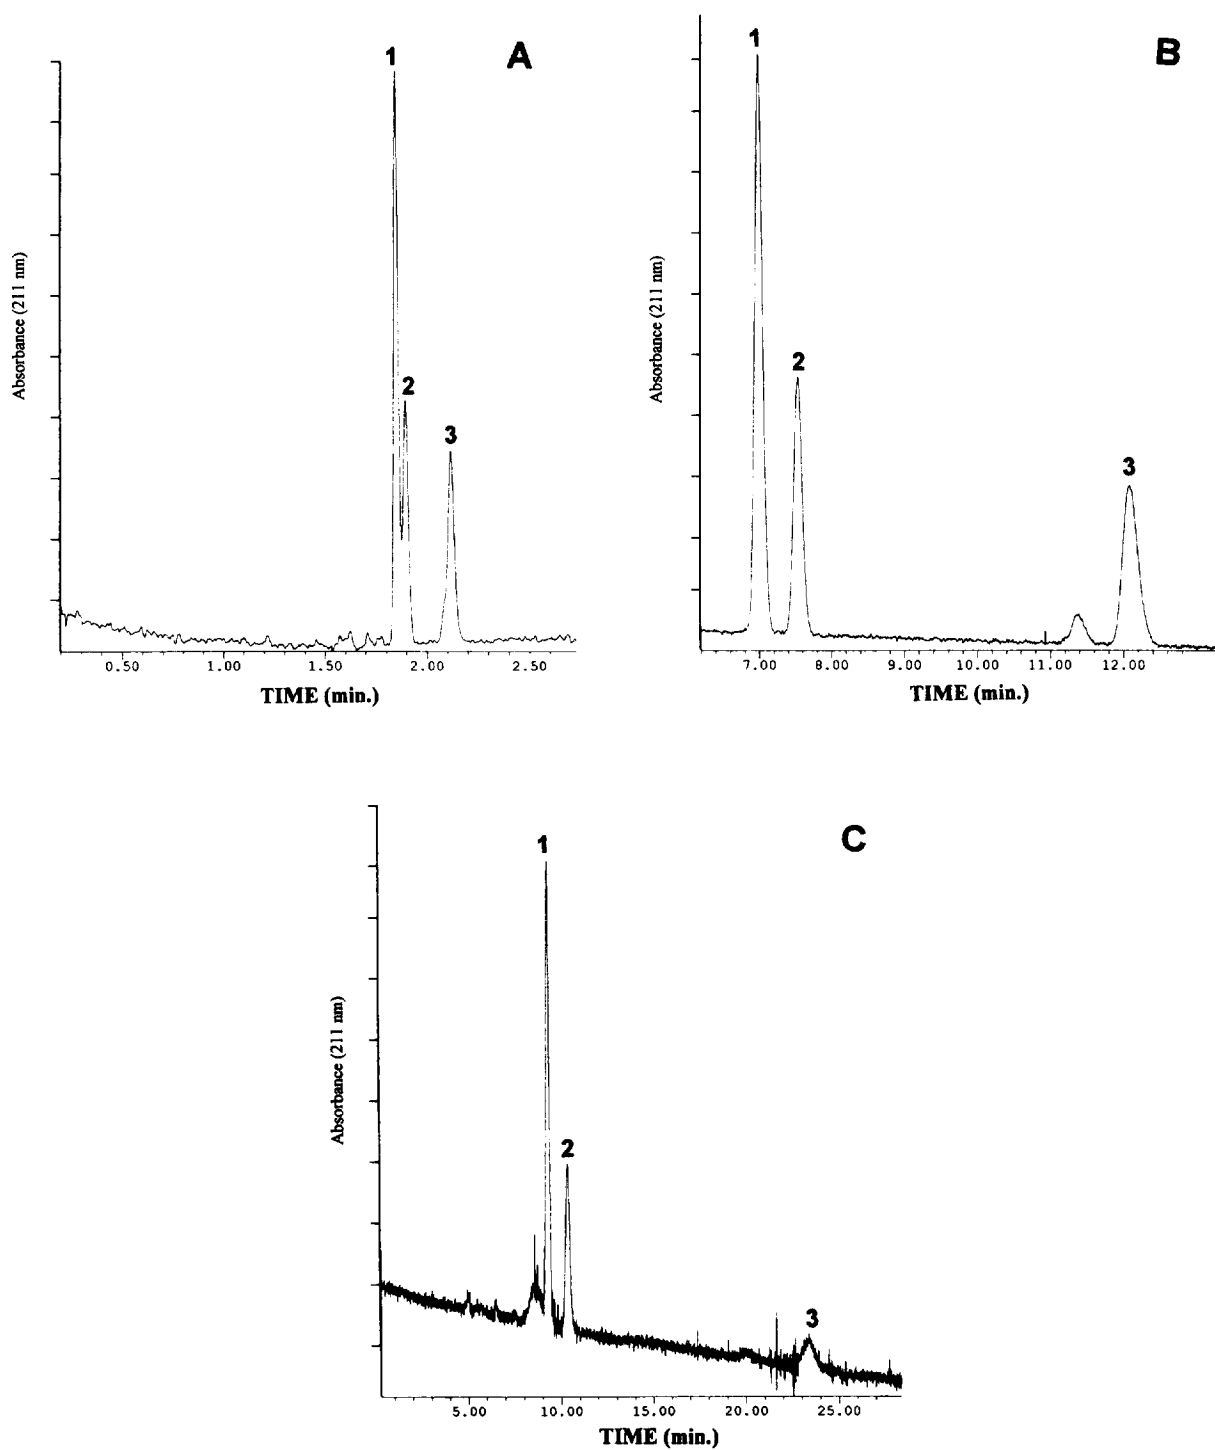 A
1
2
3
Absorbance (211 nm)
0.50 1.00 1.50 2.00 2.50
TIME (min.)
B
1
2
3
Absorbance (211 nm)
7.00 8.00 9.00 10.00 11.00 12.00
TIME (min.)
C
1
2
3
Absorbance (211 nm)
5.00 10.00 15.00 20.00 25.00
TIME (min.)